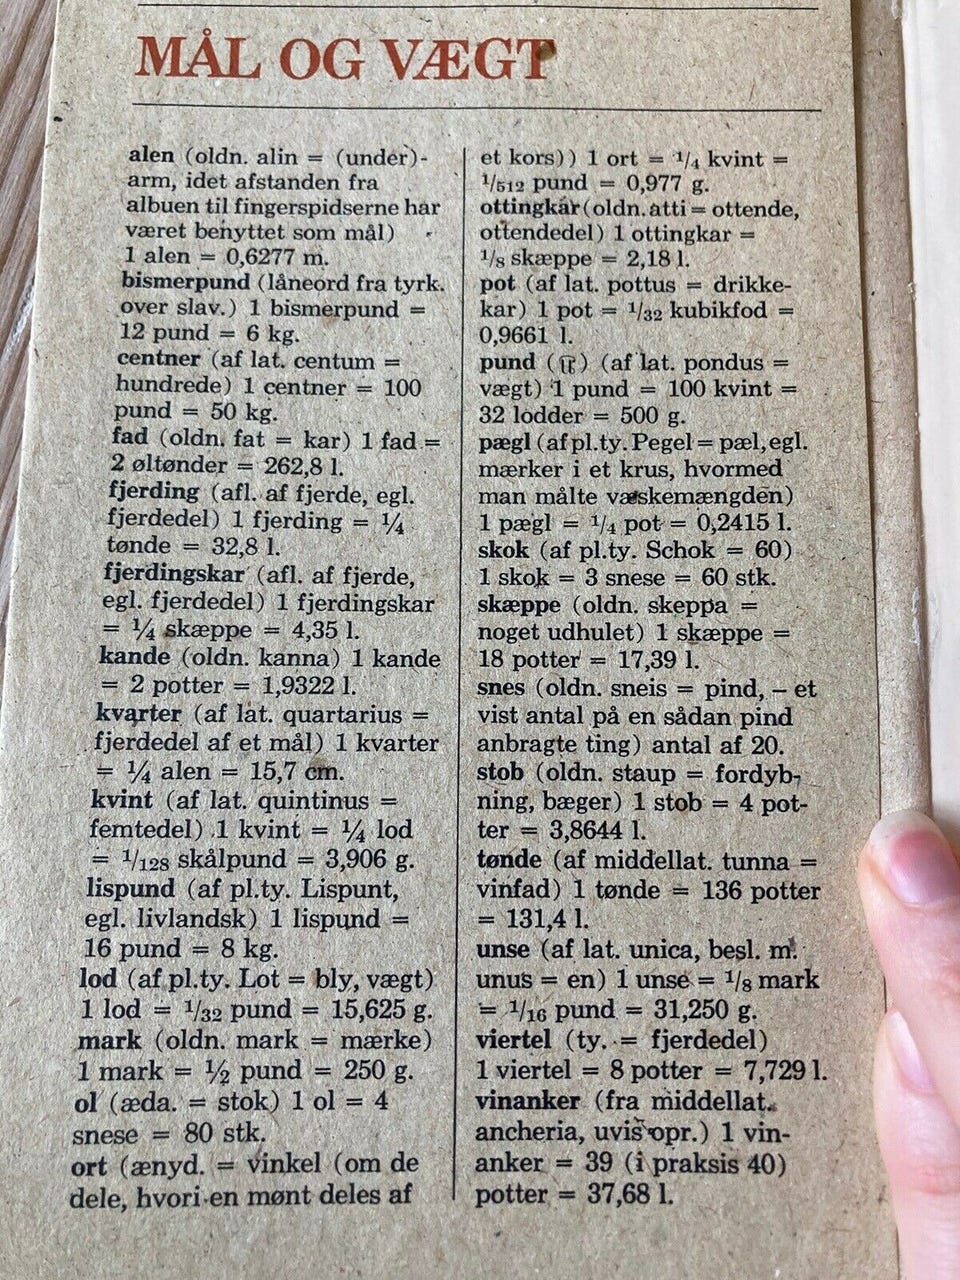 MÅL OG VÆGT
alen (oldn. alin = (under)-
arm, idet afstanden fra
albuen til fingerspidserne har
været benyttet som mål)
1 alen = 0,6277 m.
bismerpund (låneord fra tyrk.
over slav.) 1 bismerpund =
12 pund = 6 kg.
centner (af lat. centum =
hundrede) 1 centner = 100
pund = 50 kg.
fad (oldn. fat = kar) 1 fad =
2 øltønder = 262,8 l.
fjerding (afl. af fjerde, egl.
fjerdedel) 1 fjerding = ¼
tønde = 32,8 l.
fjerdingskar (afl. af fjerde,
egl. fjerdedel) 1 fjerdingskar
= ¼ skæppe = 4,35 l.
kande (oldn. kanna) 1 kande
= 2 potter = 1,9322 l.
kvarter (af lat. quartarius =
fjerdedel af et mål) 1 kvarter
= ¼ alen = 15,7 cm.
kvint (af lat. quintinus =
femtedel) 1 kvint = ¼ lod
= 1/128 skålpund = 3,906 g.
lispund (af pl.ty. Lispunt,
egl. livlandsk) 1 lispund =
16 pund = 8 kg.
lod (af pl.ty. Lot = bly, vægt)
1 lod = 1/32 pund = 15,625 g.
mark (oldn. mark = mærke)
1 mark = ½ pund = 250 g.
ol (æda. = stok) 1 ol = 4
snese = 80 stk.
ort (ænyd. = vinkel (om de
dele, hvori en mønt deles af
et kors)) 1 ort = 1/4 kvint =
1/512 pund = 0,977 g.
ottingkar (oldn. atti = ottende,
ottendedel) 1 ottingkar =
1/8 skæppe = 2,18 l.
pot (af lat. pottus = drikke-
kar) 1 pot = 1/32 kubikfod =
0,9661 l.
pund (℔) (af lat. pondus =
vægt) 1 pund = 100 kvint =
32 lodder = 500 g.
pægl (af pl.ty. Pegel = pæl, egl.
mærker i et krus, hvormed
man målte væskemængden)
1 pægl = 1/4 pot = 0,2415 l.
skok (af pl.ty. Schok = 60)
1 skok = 3 snese = 60 stk.
skæppe (oldn. skeppa =
noget udhulet) 1 skæppe =
18 potter = 17,39 l.
snes (oldn. sneis = pind, – et
vist antal på en sådan pind
anbragte ting) antal af 20.
stob (oldn. staup = fordyb-
ning, bæger) 1 stob = 4 pot-
ter = 3,8644 l.
tønde (af middellat. tunna =
vinfad) 1 tønde = 136 potter
= 131,4 l.
unse (af lat. unica, besl. m.
unus = en) 1 unse = 1/8 mark
= 1/16 pund = 31,250 g.
viertel (ty. = fjerdedel)
1 viertel = 8 potter = 7,729 l.
vinanker (fra middellat.
ancheria, uvis opr.) 1 vin-
anker = 39 (i praksis 40)
potter = 37,68 l.